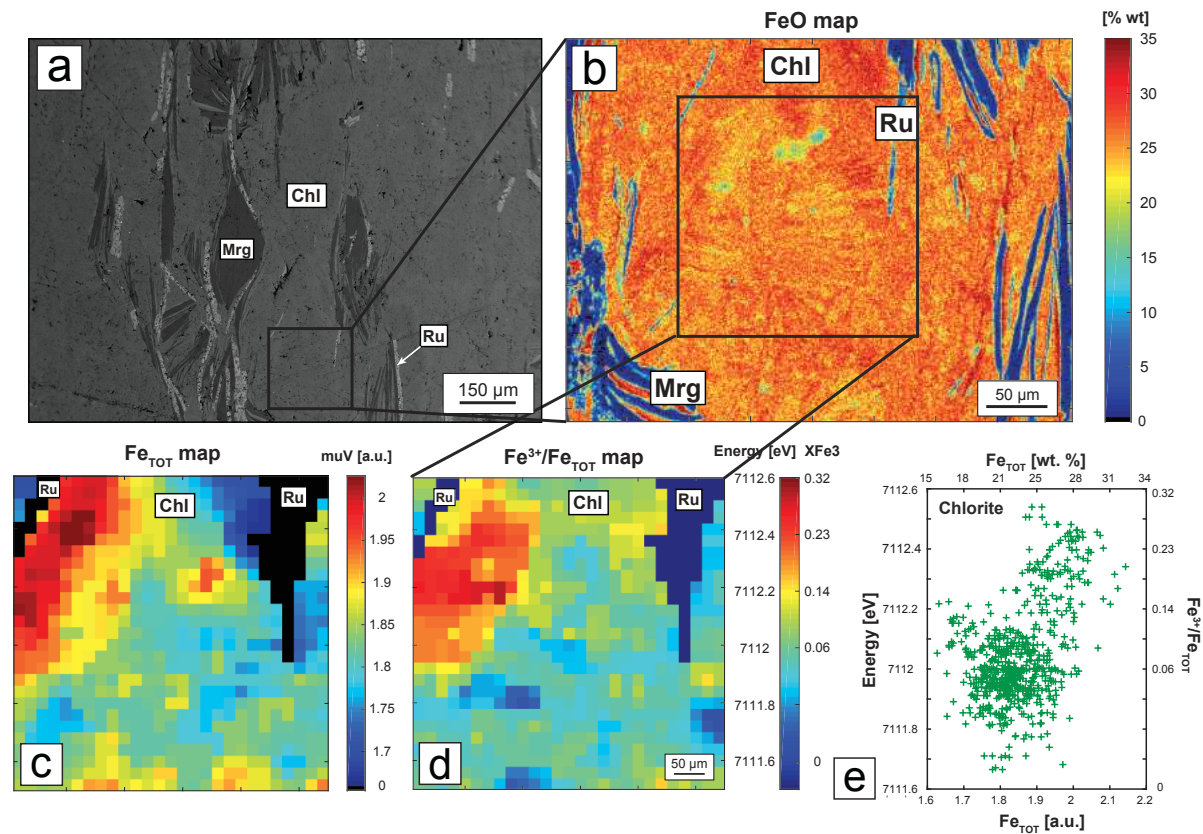 a
Chl
Mrg
Ru
150 µm
FeO map
b
Chl
Ru
Mrg
50 µm
[% wt]
35
30
25
20
15
10
5
0
Fe_TOT map
muV [a.u.]
Ru
Chl
Ru
c
2
1.95
1.9
1.85
1.8
1.7
0
Fe³⁺/Fe_TOT map
Energy [eV] XFe3
Ru
Chl
Ru
d
50 µm
7112.6
7112.4
7112.2
7112
7111.8
7111.6
0.32
0.23
0.14
0.06
0
Fe_TOT [wt. %]
15 18 21 25 28 31 34
Chlorite
Energy [eV]
7112.6
7112.4
7112.2
7112
7111.8
7111.6
0.32
0.23
0.14
0.06
0
Fe³⁺/Fe_TOT
1.6 1.7 1.8 1.9 2 2.1 2.2
Fe_TOT [a.u.]
e